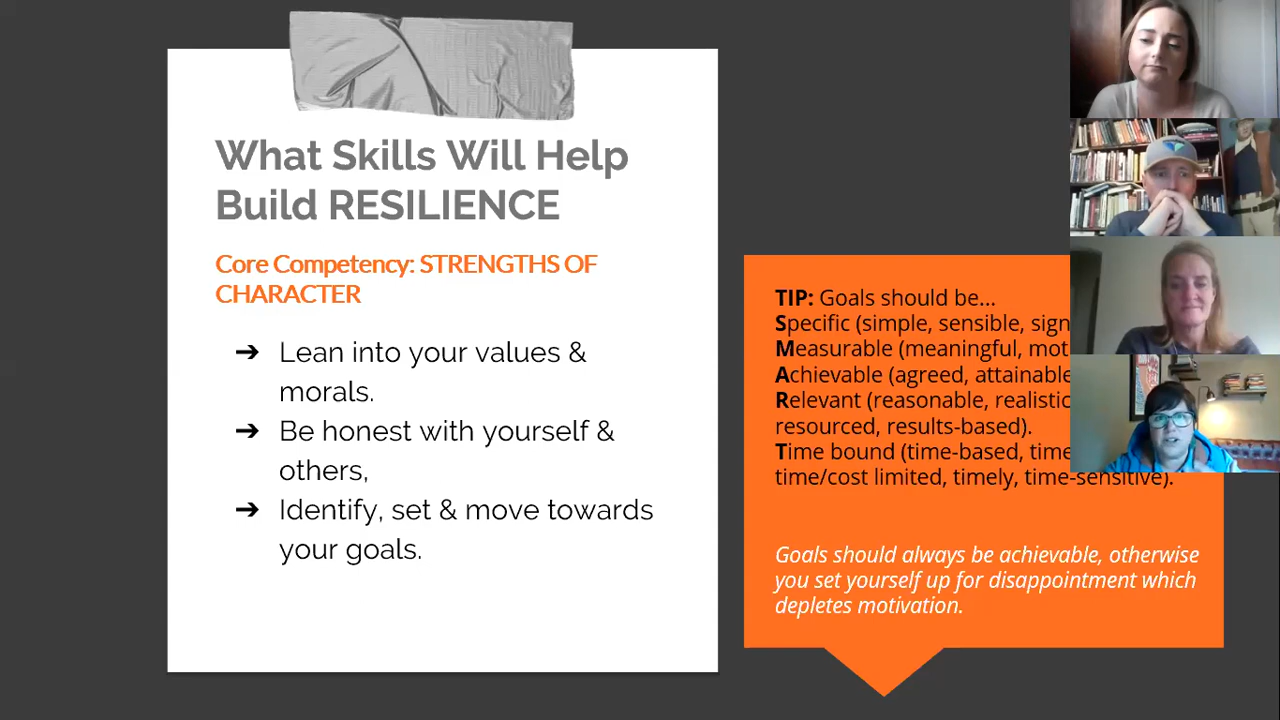 What Skills Will Help
Build RESILIENCE
Core Competency: STRENGTHS OF
CHARACTER
➔ Lean into your values &
morals.
➔ Be honest with yourself &
others,
➔ Identify, set & move towards
your goals.
TIP: Goals should be...
Specific (simple, sensible,
Measurable (meaningful,
Achievable (agreed, attainable
Relevant (reasonable, realistic
resourced, results-based).
Time bound (time-based,
time/cost limited, timely, time-sensitive).
Goals should always be achievable, otherwise
you set yourself up for disappointment which
depletes motivation.